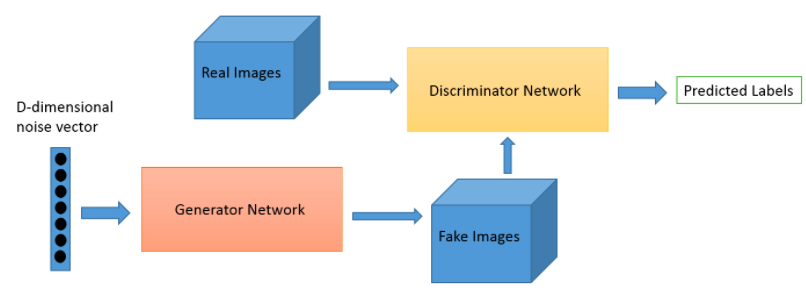 Real Images
Discriminator Network
Predicted Labels
D-dimensional
noise vector
Generator Network
Fake Images